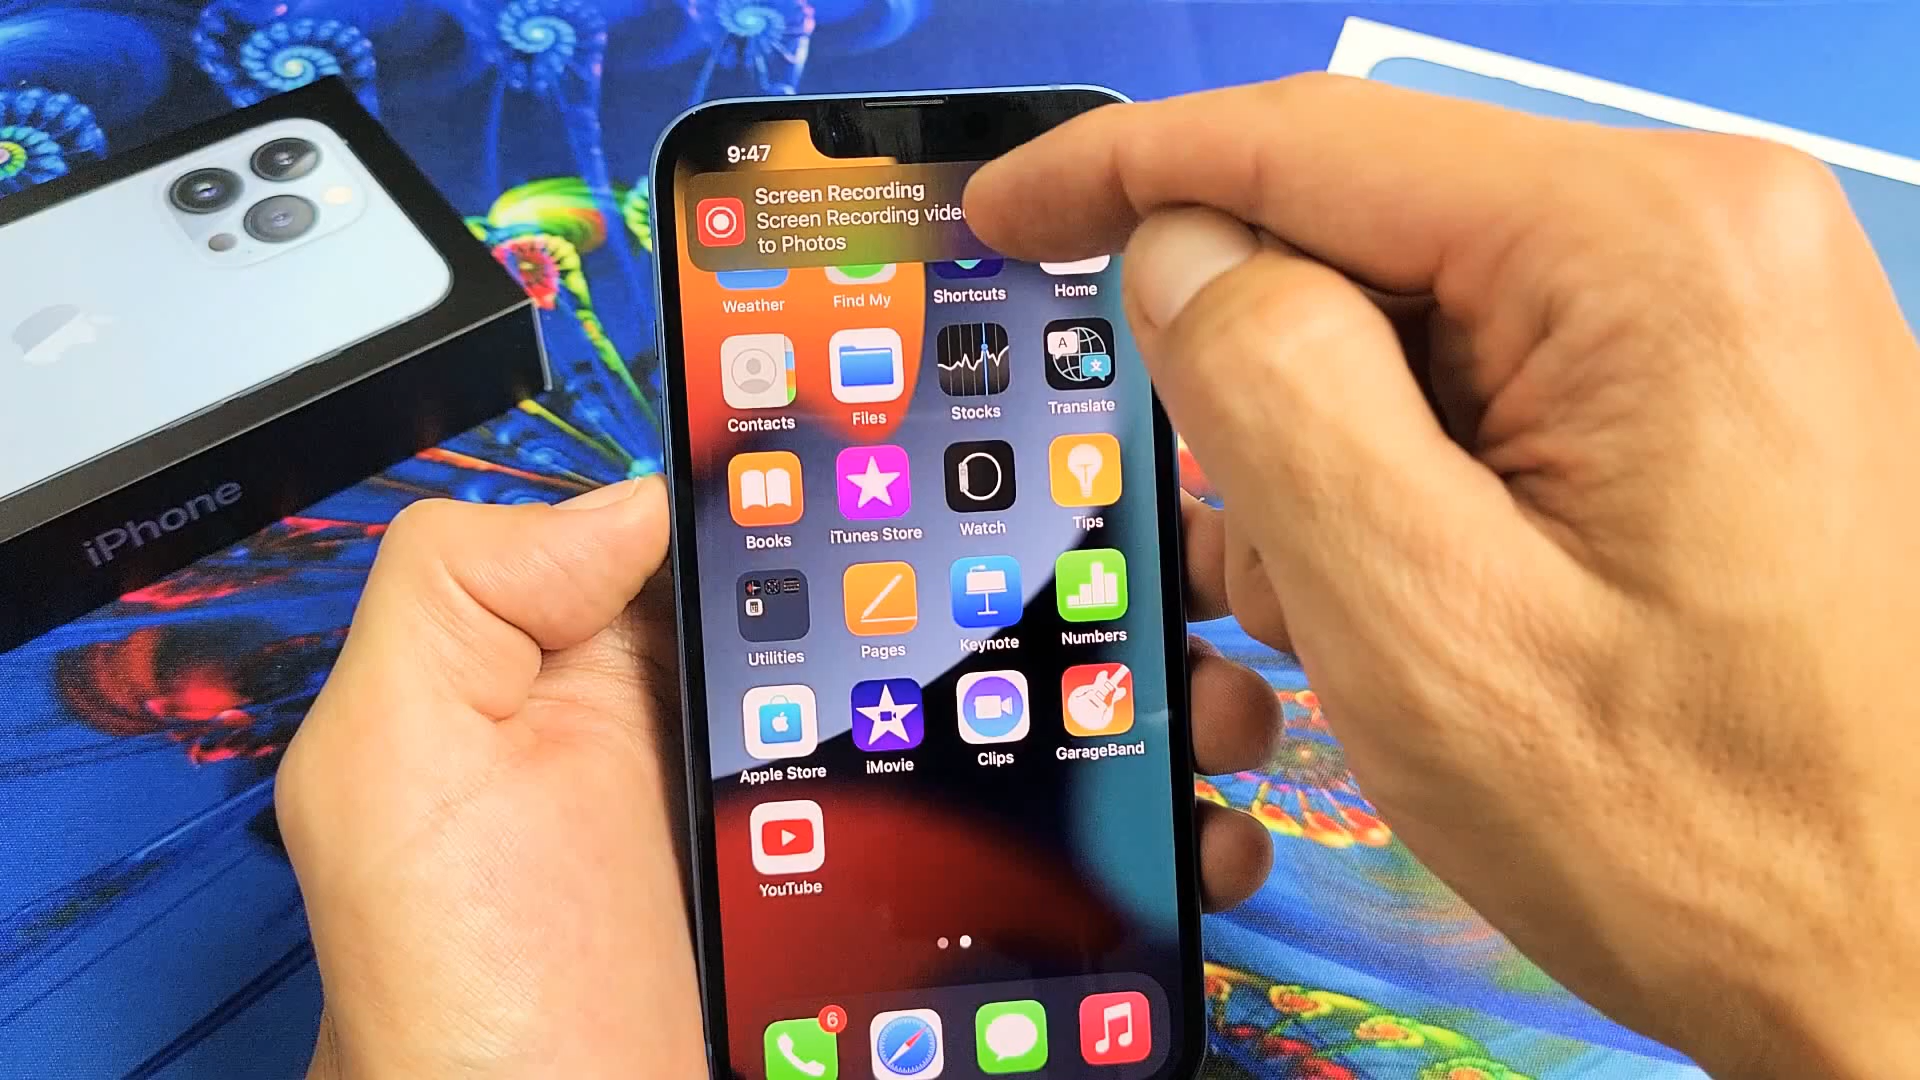 iPhone
9:47
Screen Recording
Screen Recording
to Photos
Weather
Find My
Shortcuts
Home
Contacts
Files
Stocks
Translate
A
文
Books
iTunes Store
Watch
Tips
Utilities
Pages
Keynote
Numbers
Apple Store
iMovie
Clips
GarageBand
YouTube
6